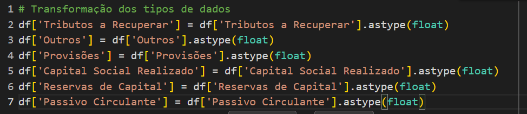 1 # Transformação dos tipos de dados
2 df['Tributos a Recuperar'] = df['Tributos a Recuperar'].astype(float)
3 df['Outros'] = df['Outros'].astype(float)
4 df['Provisões'] = df['Provisões'].astype(float)
5 df['Capital Social Realizado'] = df['Capital Social Realizado'].astype(float)
6 df['Reservas de Capital'] = df['Reservas de Capital'].astype(float)
7 df['Passivo Circulante'] = df['Passivo Circulante'].astype(float)